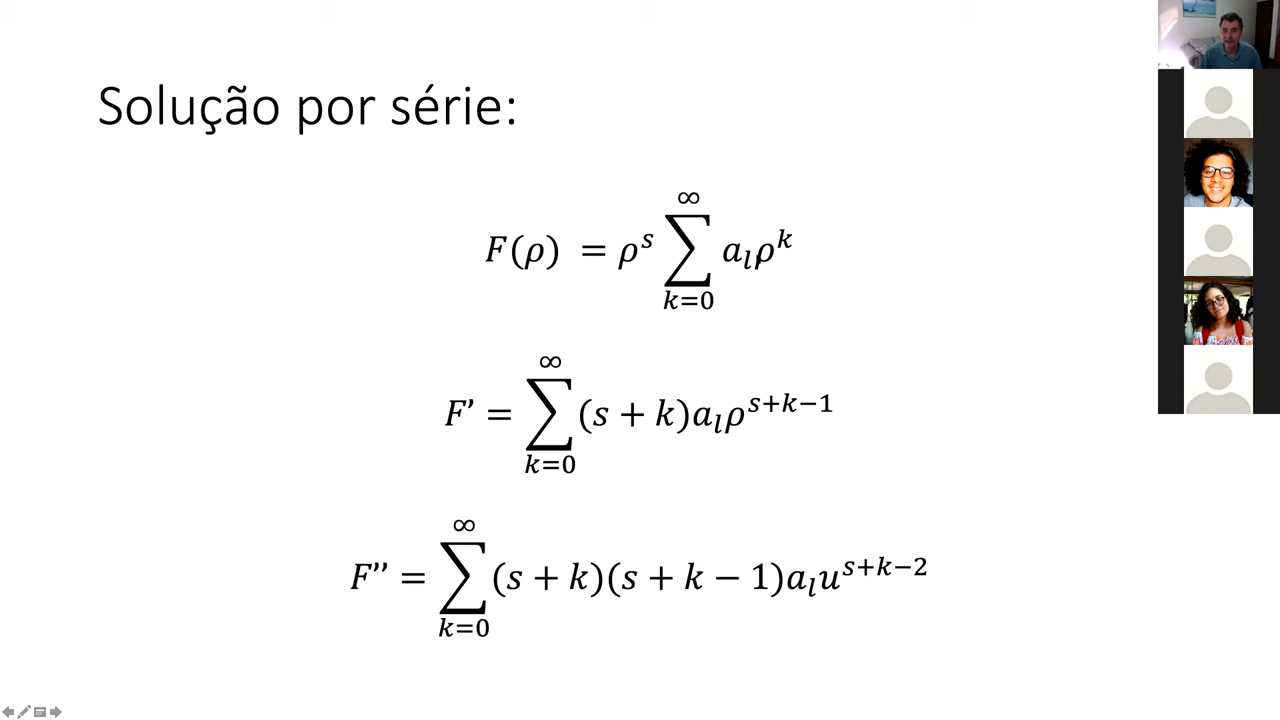 Solução por série:
F(ρ) = ρ^s ∑_{k=0}^{∞} a_l ρ^k
F’ = ∑_{k=0}^{∞} (s + k)a_l ρ^{s+k−1}
F’’ = ∑_{k=0}^{∞} (s + k)(s + k − 1)a_l u^{s+k−2}